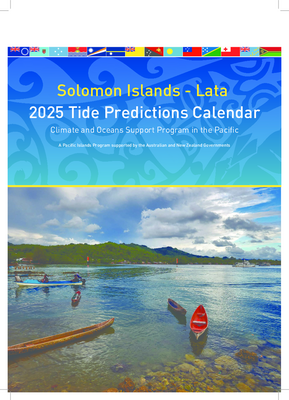 Solomon Islands - Lata
2025 Tide Predictions Calendar
Climate and Oceans Support Program in the Pacific
A Pacific Islands Program supported by the Australian and New Zealand Governments